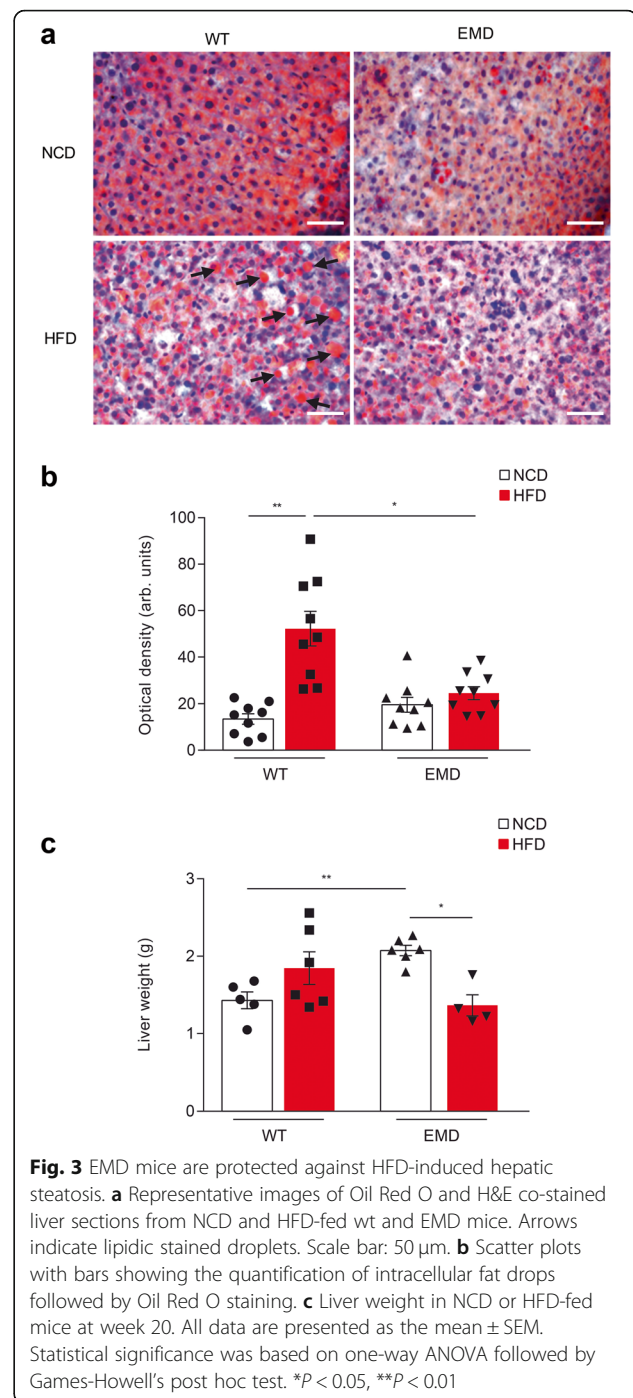 a
WT
EMD
NCD
HFD
b
NCD
HFD
**
*
100
80
60
40
20
0
Optical density (arb. units)
WT
EMD
c
NCD
HFD
**
*
3
2
1
0
Liver weight (g)
WT
EMD
Fig. 3 EMD mice are protected against HFD-induced hepatic
steatosis. a Representative images of Oil Red O and H&E co-stained
liver sections from NCD and HFD-fed wt and EMD mice. Arrows
indicate lipidic stained droplets. Scale bar: 50 μm. b Scatter plots
with bars showing the quantification of intracellular fat drops
followed by Oil Red O staining. c Liver weight in NCD or HFD-fed
mice at week 20. All data are presented as the mean ± SEM.
Statistical significance was based on one-way ANOVA followed by
Games-Howell's post hoc test. *P < 0.05, **P < 0.01